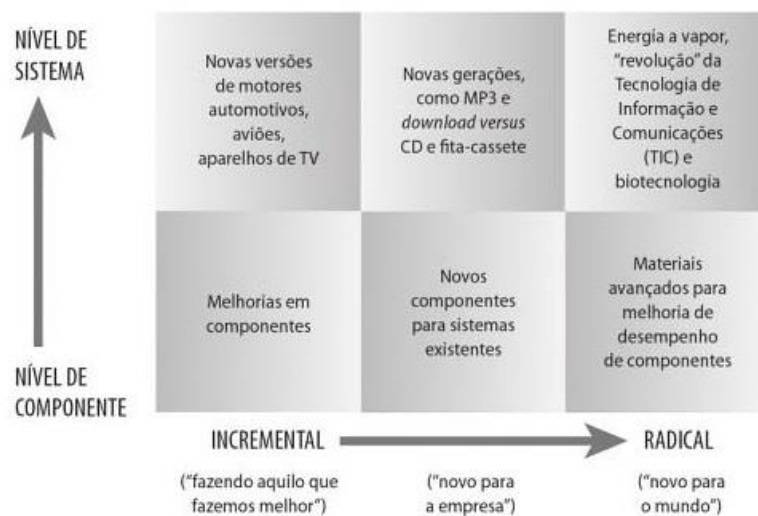 NÍVEL DE
SISTEMA
Novas versões
de motores
automotivos,
aviões,
aparelhos de TV
Novas gerações,
como MP3 e
download versus
CD e fita-cassete
Energia a vapor,
"revolução" da
Tecnologia de
Informação e
Comunicações
(TIC) e
biotecnologia
Melhorias em
componentes
Novos
componentes
para sistemas
existentes
Materiais
avançados para
melhoria de
desempenho
de componentes
NÍVEL DE
COMPONENTE
INCREMENTAL
RADICAL
("fazendo aquilo que
fazemos melhor")
("novo para
a empresa")
("novo para
o mundo")